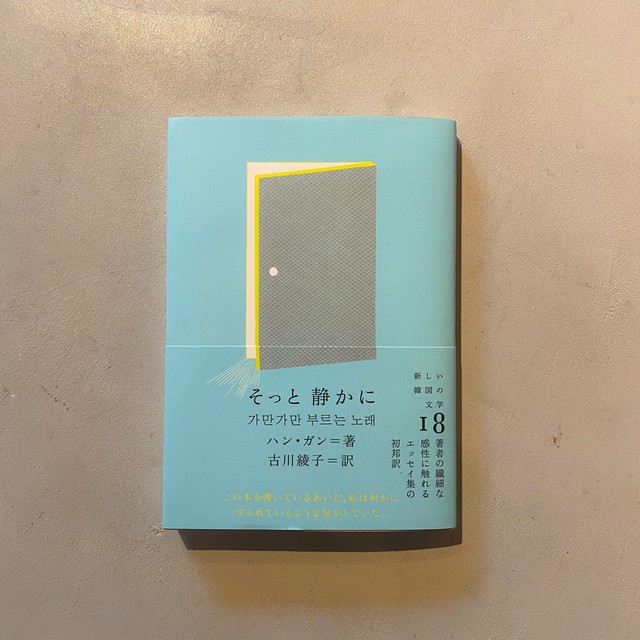 そっと 静かに
가만가만 부르는 노래
ハン・ガン＝著
古川綾子＝訳
新しい
韓国の
文学
18
著者の繊細な
感性に触れる
エッセイ集の
初邦訳。
この本を書いているあいだ、私は何かに
守られているような気がしていた。